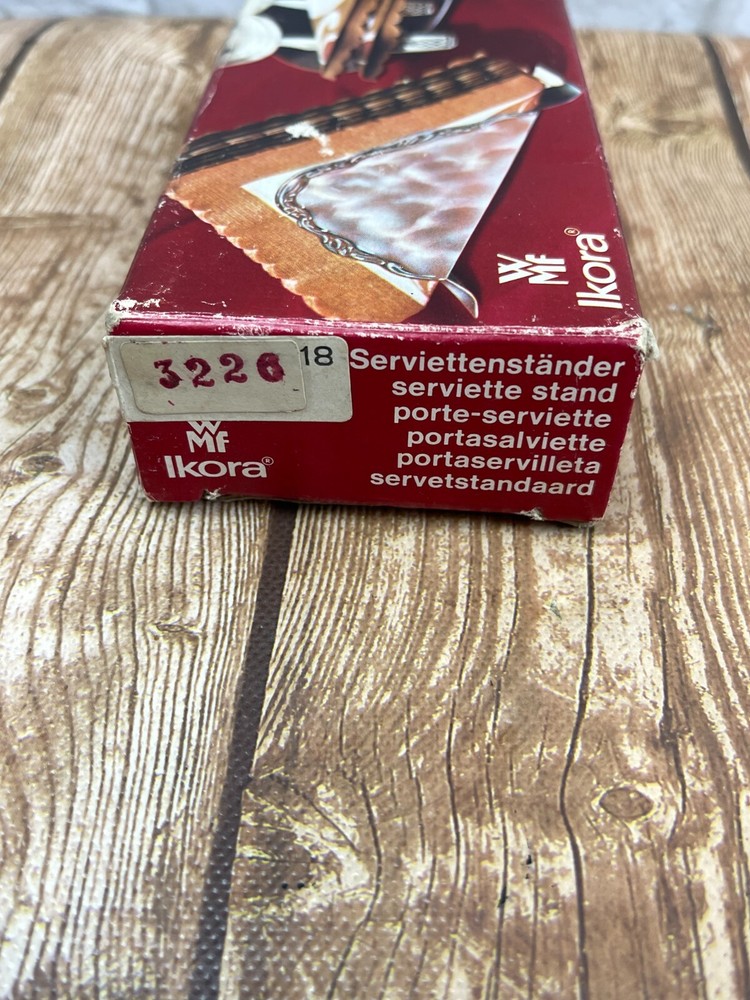 WMF
Ikora®
3226
18
Serviettenständer
serviette stand
porte-serviette
portasalviette
portaservilleta
servetstandaard
WMF
Ikora®